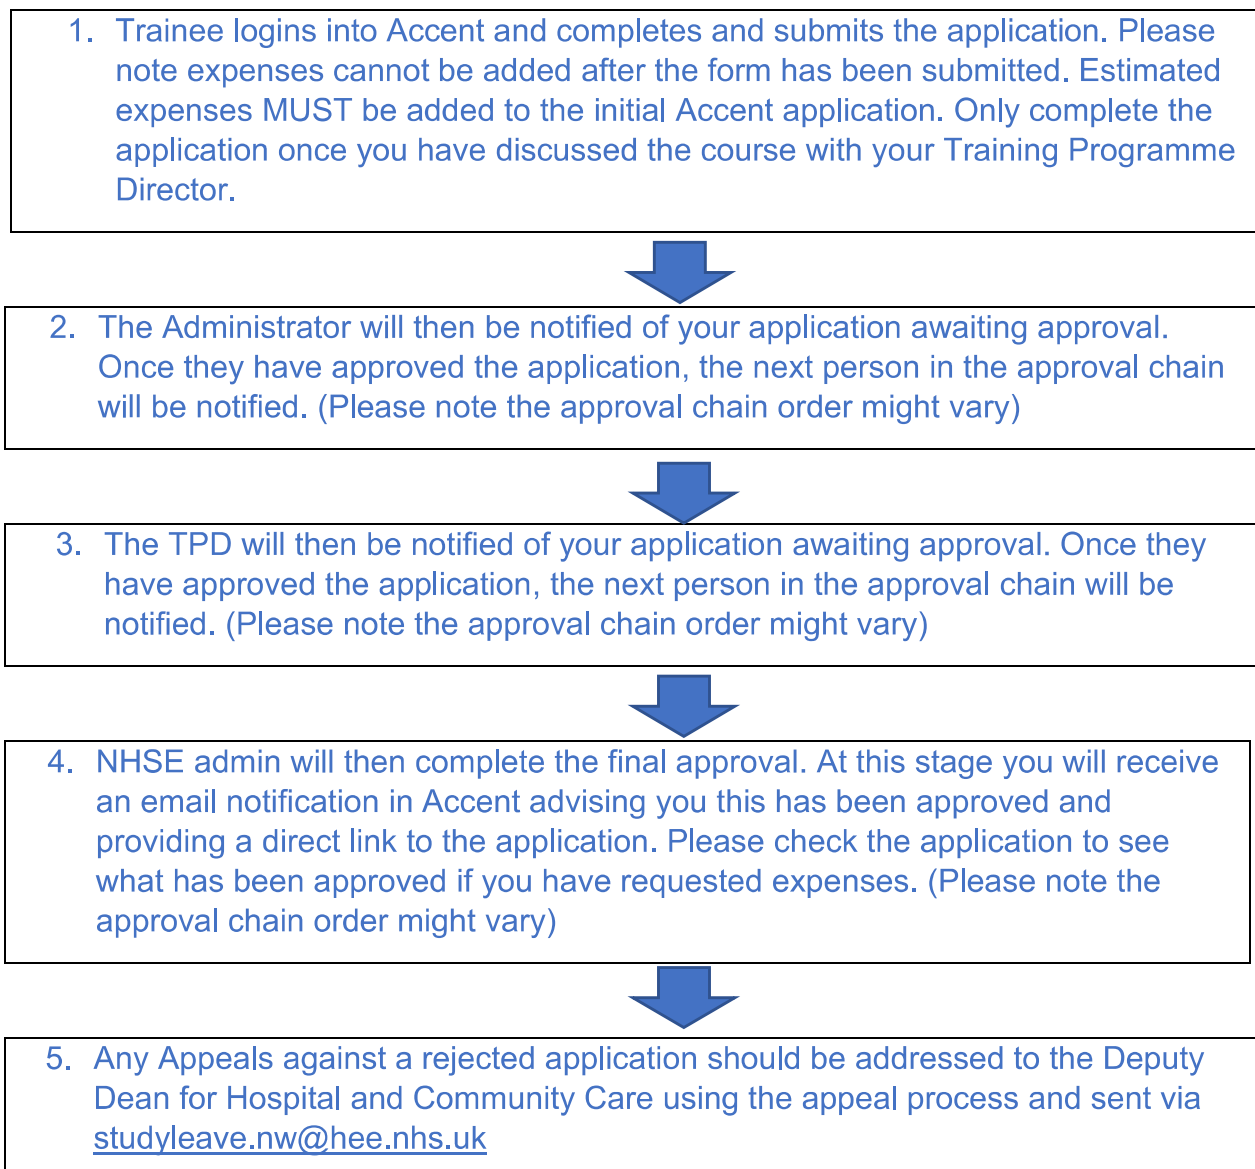 1. Trainee logins into Accent and completes and submits the application. Please
note expenses cannot be added after the form has been submitted. Estimated
expenses MUST be added to the initial Accent application. Only complete the
application once you have discussed the course with your Training Programme
Director.
2. The Administrator will then be notified of your application awaiting approval.
Once they have approved the application, the next person in the approval chain
will be notified. (Please note the approval chain order might vary)
3. The TPD will then be notified of your application awaiting approval. Once they
have approved the application, the next person in the approval chain will be
notified. (Please note the approval chain order might vary)
4. NHSE admin will then complete the final approval. At this stage you will receive
an email notification in Accent advising you this has been approved and
providing a direct link to the application. Please check the application to see
what has been approved if you have requested expenses. (Please note the
approval chain order might vary)
5. Any Appeals against a rejected application should be addressed to the Deputy
Dean for Hospital and Community Care using the appeal process and sent via
studyleave.nw@hee.nhs.uk